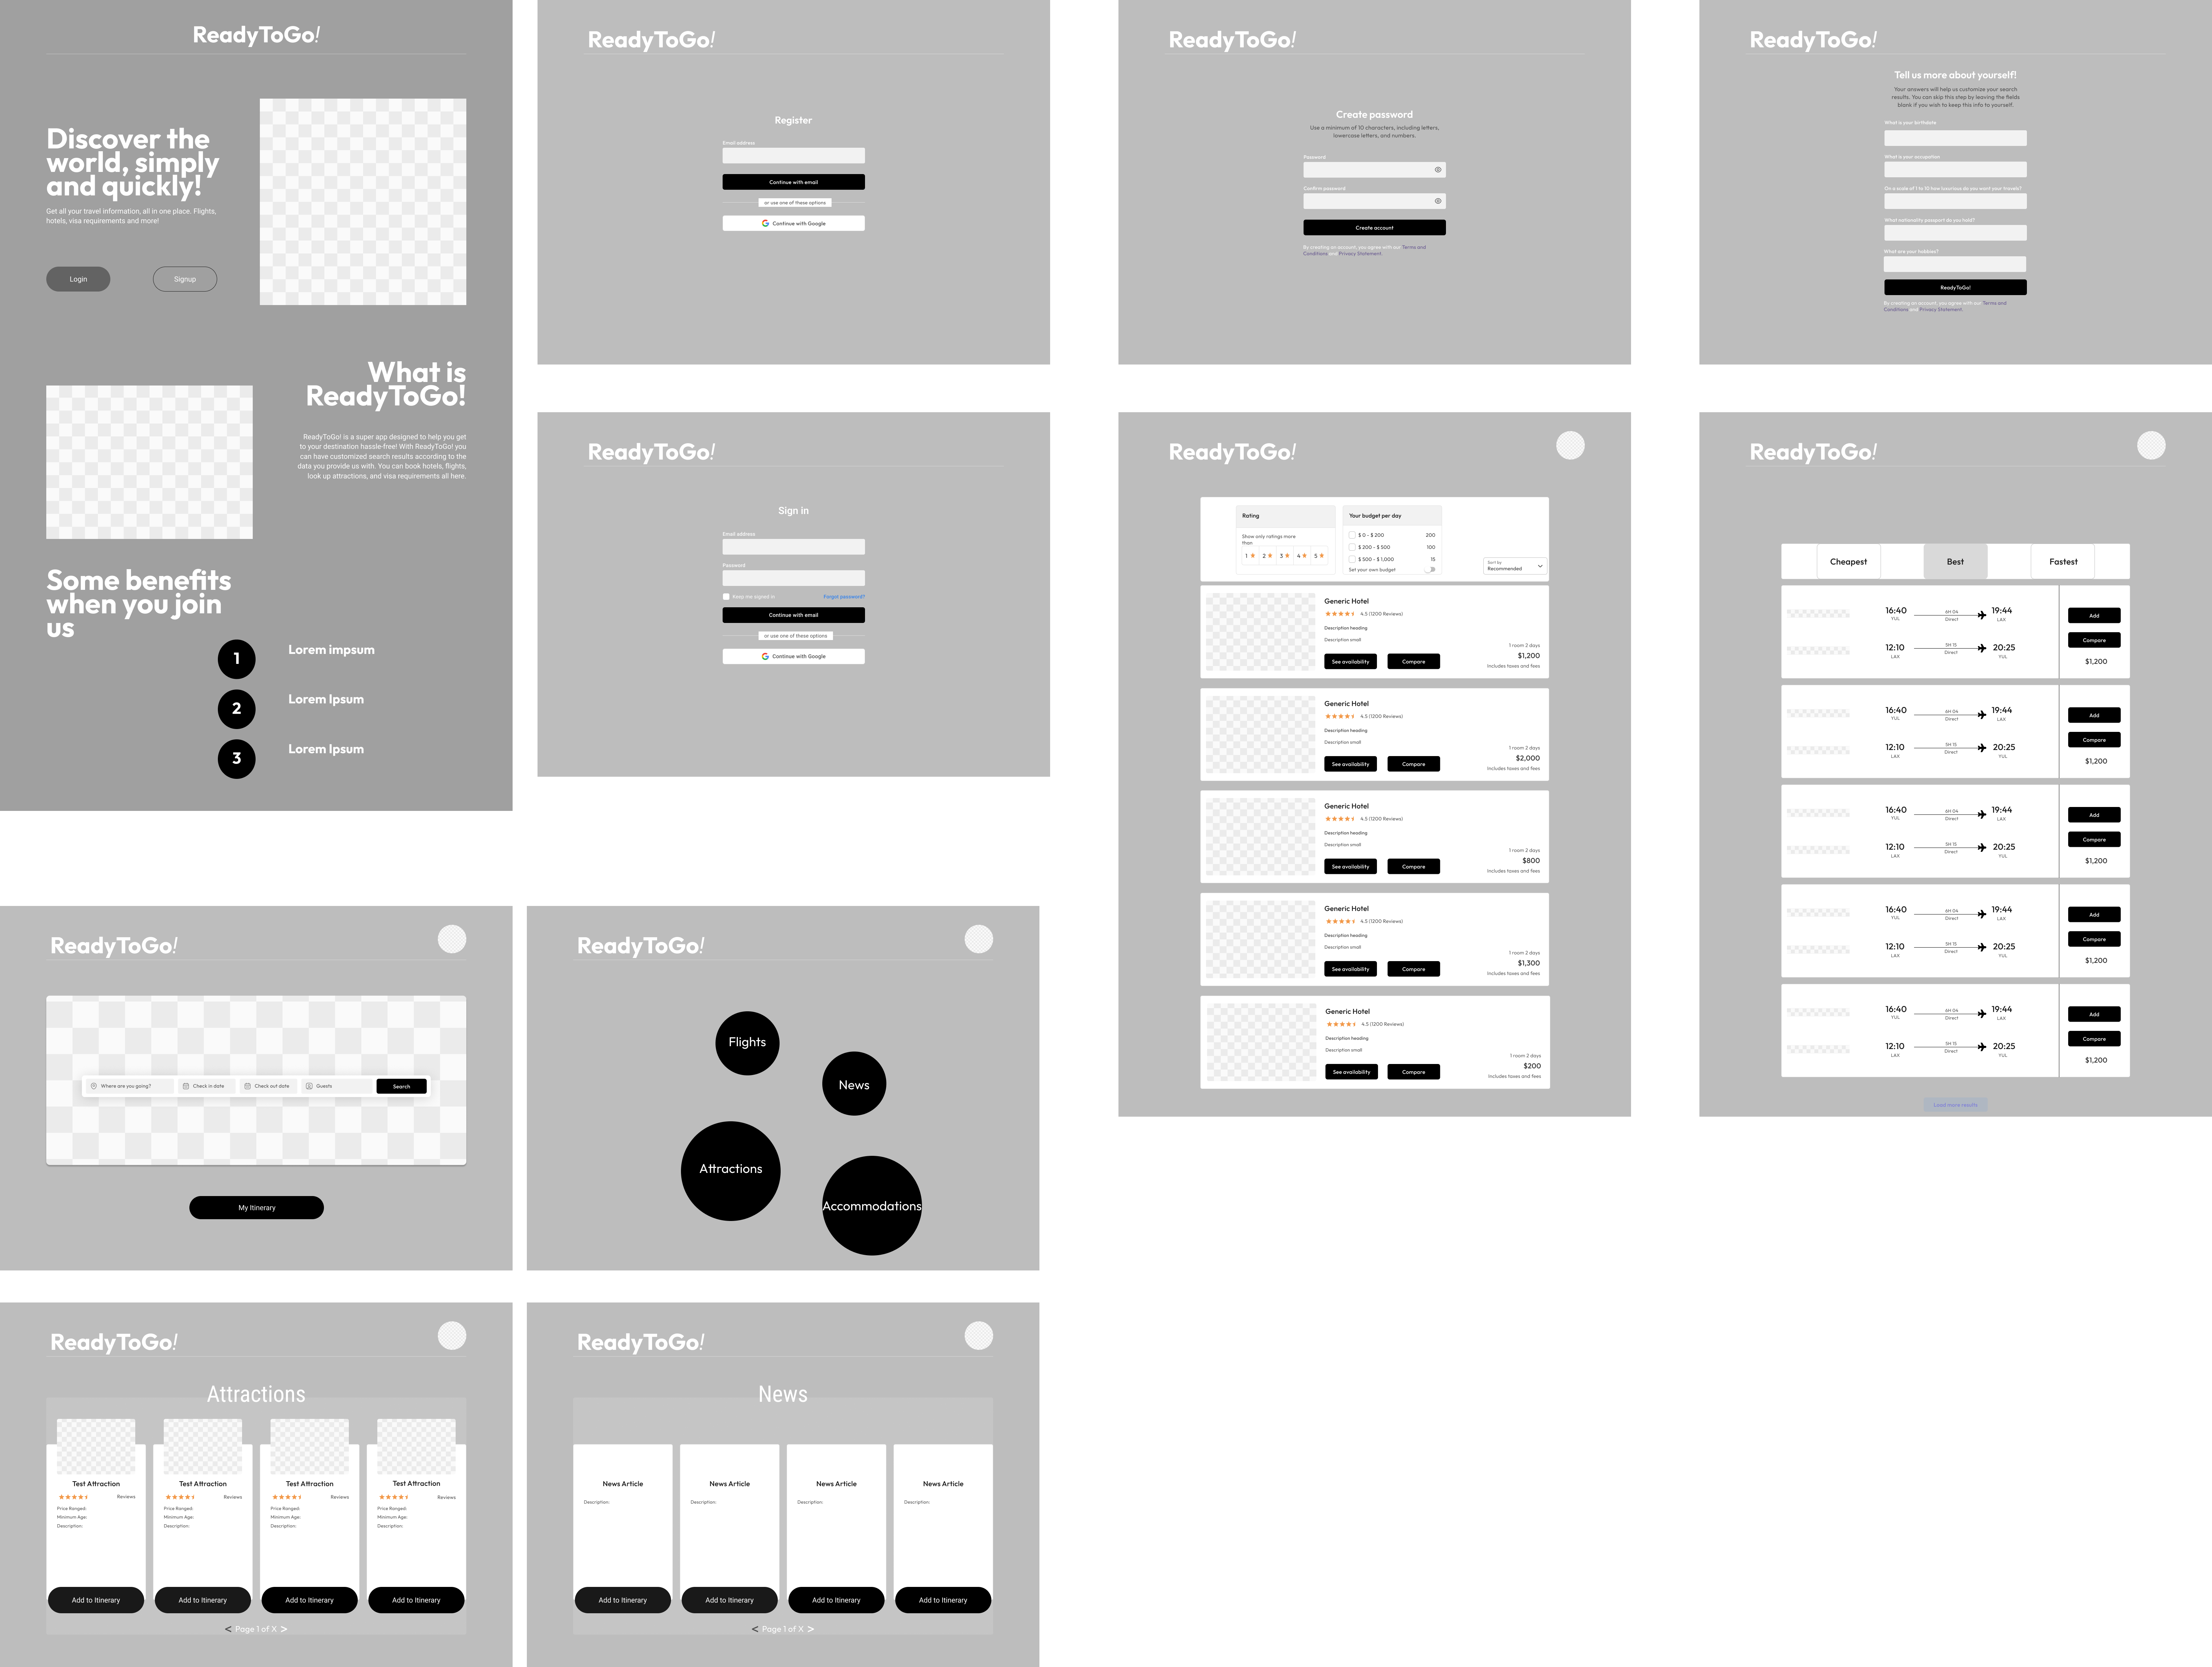 ReadyToGo!
Discover the
world, simply
and quickly!
Get all your travel information, all in one place. Flights,
hotels, visa requirements and more!
Login
Signup
What is
ReadyToGo!
ReadyToGo! is a super app designed to help you get
to your destination hassle-free! With ReadyToGo! you
can have customized search results according to the
data you provide us with. You can book hotels, flights,
look up attractions, and visa requirements all here.
Some benefits
when you join
us
1
Lorem impsum
2
Lorem Ipsum
3
Lorem Ipsum
ReadyToGo!
Register
Email address
Continue with email
or use one of these options
Continue with Google
ReadyToGo!
Create password
Use a minimum of 10 characters, including letters,
lowercase letters, and numbers.
Password
Confirm password
Create account
By creating an account, you agree with our Terms and
Conditions and Privacy Statement.
ReadyToGo!
Tell us more about yourself!
Your answers will help us customize your search
results. You can skip this step by leaving the fields
blank if you wish to keep this info to yourself.
What is your birthdate
What is your occupation
On a scale of 1 to 10 how luxurious do you want your travels?
What nationality passport do you hold?
What are your hobbies?
ReadyToGo!
By creating an account, you agree with our Terms and
Conditions and Privacy Statement.
ReadyToGo!
Sign in
Email address
Password
Keep me signed in
Forgot password?
Continue with email
or use one of these options
Continue with Google
ReadyToGo!
Rating
Show only ratings more
than
1 2 3 4 5
Your budget per day
$ 0 - $ 200 200
$ 200 - $ 500 100
$ 500 - $ 1,000 15
Set your own budget
Sort by
Recommended
Generic Hotel
4.5 (1200 Reviews)
Description heading
Description small
See availability
Compare
1 room 2 days
$1,200
Includes taxes and fees
Generic Hotel
4.5 (1200 Reviews)
Description heading
Description small
See availability
Compare
1 room 2 days
$2,000
Includes taxes and fees
Generic Hotel
4.5 (1200 Reviews)
Description heading
Description small
See availability
Compare
1 room 2 days
$800
Includes taxes and fees
Generic Hotel
4.5 (1200 Reviews)
Description heading
Description small
See availability
Compare
1 room 2 days
$1,300
Includes taxes and fees
Generic Hotel
4.5 (1200 Reviews)
Description heading
Description small
See availability
Compare
1 room 2 days
$200
Includes taxes and fees
ReadyToGo!
Cheapest
Best
Fastest
16:40 6H 04 19:44
YUL Direct LAX
12:10 5H 15 20:25
LAX Direct YUL
Add
Compare
$1,200
16:40 6H 04 19:44
YUL Direct LAX
12:10 5H 15 20:25
LAX Direct YUL
Add
Compare
$1,200
16:40 6H 04 19:44
YUL Direct LAX
12:10 5H 15 20:25
LAX Direct YUL
Add
Compare
$1,200
16:40 6H 04 19:44
YUL Direct LAX
12:10 5H 15 20:25
LAX Direct YUL
Add
Compare
$1,200
16:40 6H 04 19:44
YUL Direct LAX
12:10 5H 15 20:25
LAX Direct YUL
Add
Compare
$1,200
Load more results
ReadyToGo!
Where are you going?
Check in date
Check out date
Guests
Search
My Itinerary
ReadyToGo!
Flights
News
Attractions
Accommodations
ReadyToGo!
Attractions
Test Attraction
Reviews
Price Ranged:
Minimum Age:
Description:
Add to Itinerary
Test Attraction
Reviews
Price Ranged:
Minimum Age:
Description:
Add to Itinerary
Test Attraction
Reviews
Price Ranged:
Minimum Age:
Description:
Add to Itinerary
Test Attraction
Reviews
Price Ranged:
Minimum Age:
Description:
Add to Itinerary
< Page 1 of X >
ReadyToGo!
News
News Article
Description:
Add to Itinerary
News Article
Description:
Add to Itinerary
News Article
Description:
Add to Itinerary
News Article
Description:
Add to Itinerary
< Page 1 of X >